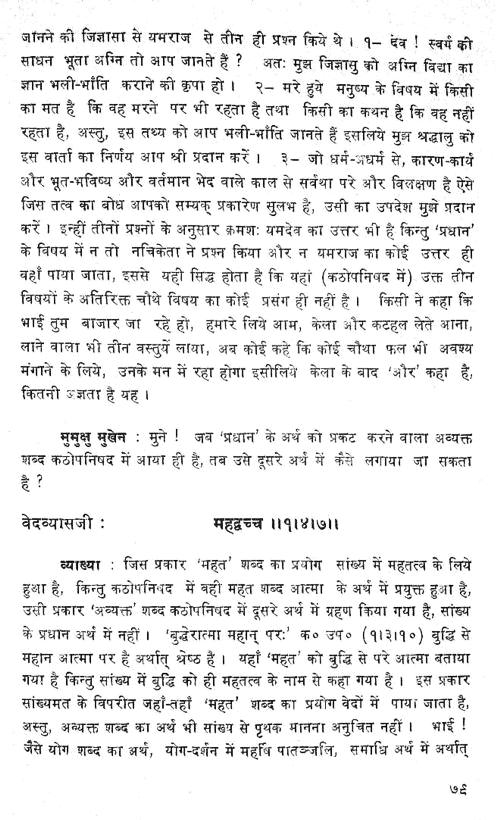 जानने की जिज्ञासा से यमराज से तीन ही प्रश्न किये थे । १– देव ! स्वर्ग की
साधन भूता अग्नि तो आप जानते हैं ? अतः मुझ जिज्ञासु को अग्नि विद्या का
ज्ञान भली-भाँति कराने की कृपा हो । २– मरे हुये मनुष्य के विषय में किसी
का मत है कि वह मरने पर भी रहता है तथा किसी का कथन है कि वह नहीं
रहता है, अस्तु, इस तथ्य को आप भली-भाँति जानते हैं इसलिये मुझ श्रद्धालु को
इस वार्ता का निर्णय आप श्री प्रदान करें । ३– जो धर्म-अधर्म से, कारण-कार्य
और भूत-भविष्य और वर्तमान भेद वाले काल से सर्वथा परे और विलक्षण है ऐसे
जिस तत्व का बोध आपको सम्यक् प्रकारेण सुलभ है, उसी का उपदेश मुझे प्रदान
करें । इन्हीं तीनों प्रश्नों के अनुसार क्रमशः यमदेव का उत्तर भी है किन्तु 'प्रधान'
के विषय में न तो नचिकेता ने प्रश्न किया और न यमराज का कोई उत्तर ही
वहाँ पाया जाता, इससे यही सिद्ध होता है कि यहां (कठोपनिषद में) उक्त तीन
विषयों के अतिरिक्त चौथे विषय का कोई प्रसंग ही नहीं है । किसी ने कहा कि
भाई तुम बाजार जा रहे हो, हमारे लिये आम, केला और कटहल लेते आना,
लाने वाला भी तीन वस्तुयें लाया, अब कोई कहे कि कोई चौथा फल भी अवश्य
मंगाने के लिये, उनके मन में रहा होगा इसीलिये केला के बाद 'और' कहा है,
कितनी अज्ञता है यह ।
मुमुक्षु मुखेन : मुने ! जब 'प्रधान' के अर्थ को प्रकट करने वाला अव्यक्त
शब्द कठोपनिषद में आया ही है, तब उसे दूसरे अर्थ में कैसे लगाया जा सकता
है ?
वेदव्यासजी : महद्वच्च ॥१।४।७॥
व्याख्या : जिस प्रकार 'महत' शब्द का प्रयोग सांख्य में महतत्व के लिये
हुआ है, किन्तु कठोपनिषद में वही महत शब्द आत्मा के अर्थ में प्रयुक्त हुआ है,
उसी प्रकार 'अव्यक्त' शब्द कठोपनिषद में दूसरे अर्थ में ग्रहण किया गया है, सांख्य
के प्रधान अर्थ में नहीं । 'बुद्धेरात्मा महान् परः' क० उप० (१।३।१०) बुद्धि से
महान आत्मा पर है अर्थात् श्रेष्ठ है । यहाँ 'महत' को बुद्धि से परे आत्मा बताया
गया है किन्तु सांख्य में बुद्धि को ही महतत्व के नाम से कहा गया है । इस प्रकार
सांख्यमत के विपरीत जहाँ-तहाँ 'महत' शब्द का प्रयोग वेदों में पाया जाता है,
अस्तु, अव्यक्त शब्द का अर्थ भी सांख्य से पृथक मानना अनुचित नहीं । भाई !
जैसे योग शब्द का अर्थ, योग-दर्शन में महर्षि पातञ्जलि, समाधि अर्थ में अर्थात्
७९